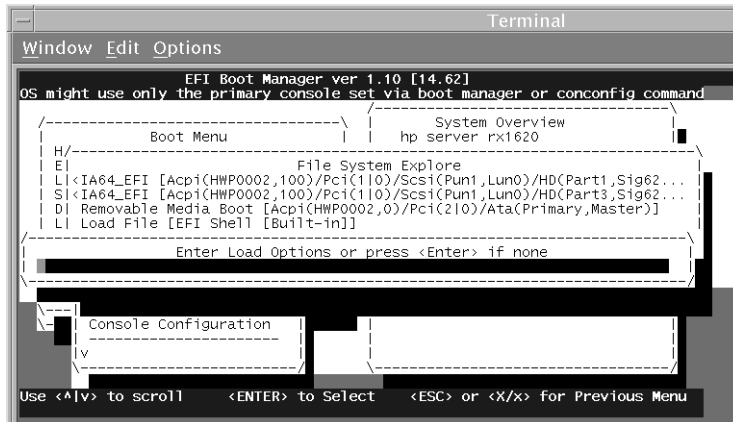 Terminal
Window Edit Options
EFI Boot Manager ver 1.10 [14.62]
OS might use only the primary console set via boot manager or conconfig command
System Overview
Boot Menu
hp server rx1620
H/
E| File System Explore
L|<IA64_EFI [Acpi(HWP0002,100)/Pci(1|0)/Scsi(Pun1,Lun0)/HD(Part1,Sig62...
S|<IA64_EFI [Acpi(HWP0002,100)/Pci(1|0)/Scsi(Pun1,Lun0)/HD(Part3,Sig62...
D| Removable Media Boot [Acpi(HWP0002,0)/Pci(2|0)/Ata(Primary,Master)]
L| Load File [EFI Shell [Built-in]]
Enter Load Options or press <Enter> if none
Console Configuration
v
Use <^|v> to scroll <ENTER> to Select <ESC> or <X/x> for Previous Menu